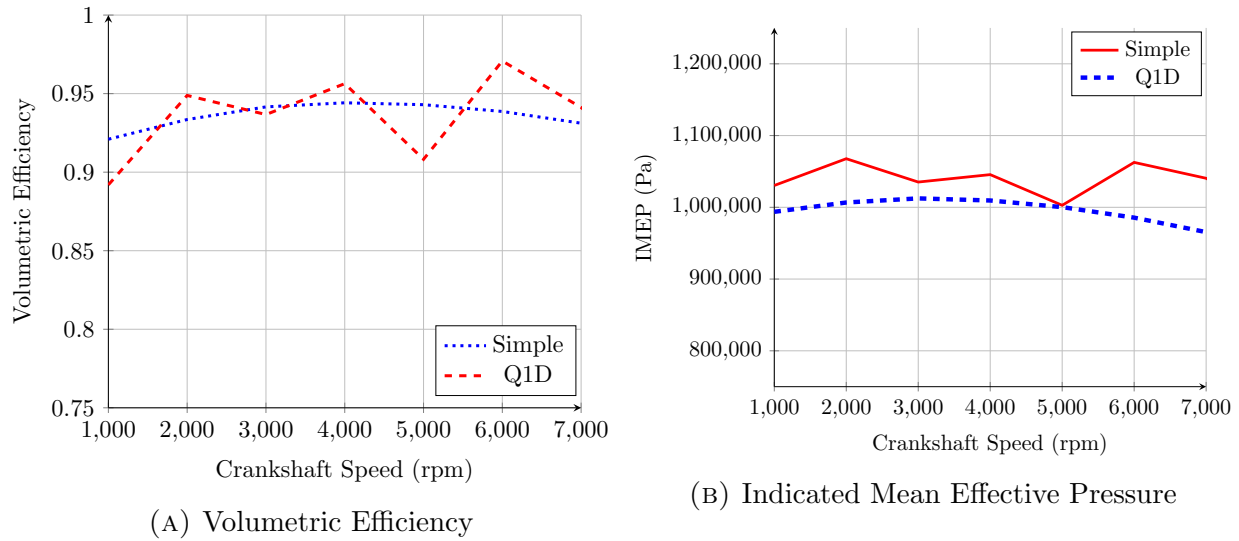 1
0.95
0.9
0.85
0.8
0.75
Volumetric Efficiency
Simple
Q1D
1,000 2,000 3,000 4,000 5,000 6,000 7,000
Crankshaft Speed (rpm)
(A) Volumetric Efficiency
1,200,000
1,100,000
1,000,000
900,000
800,000
IMEP (Pa)
Simple
Q1D
1,000 2,000 3,000 4,000 5,000 6,000 7,000
Crankshaft Speed (rpm)
(B) Indicated Mean Effective Pressure